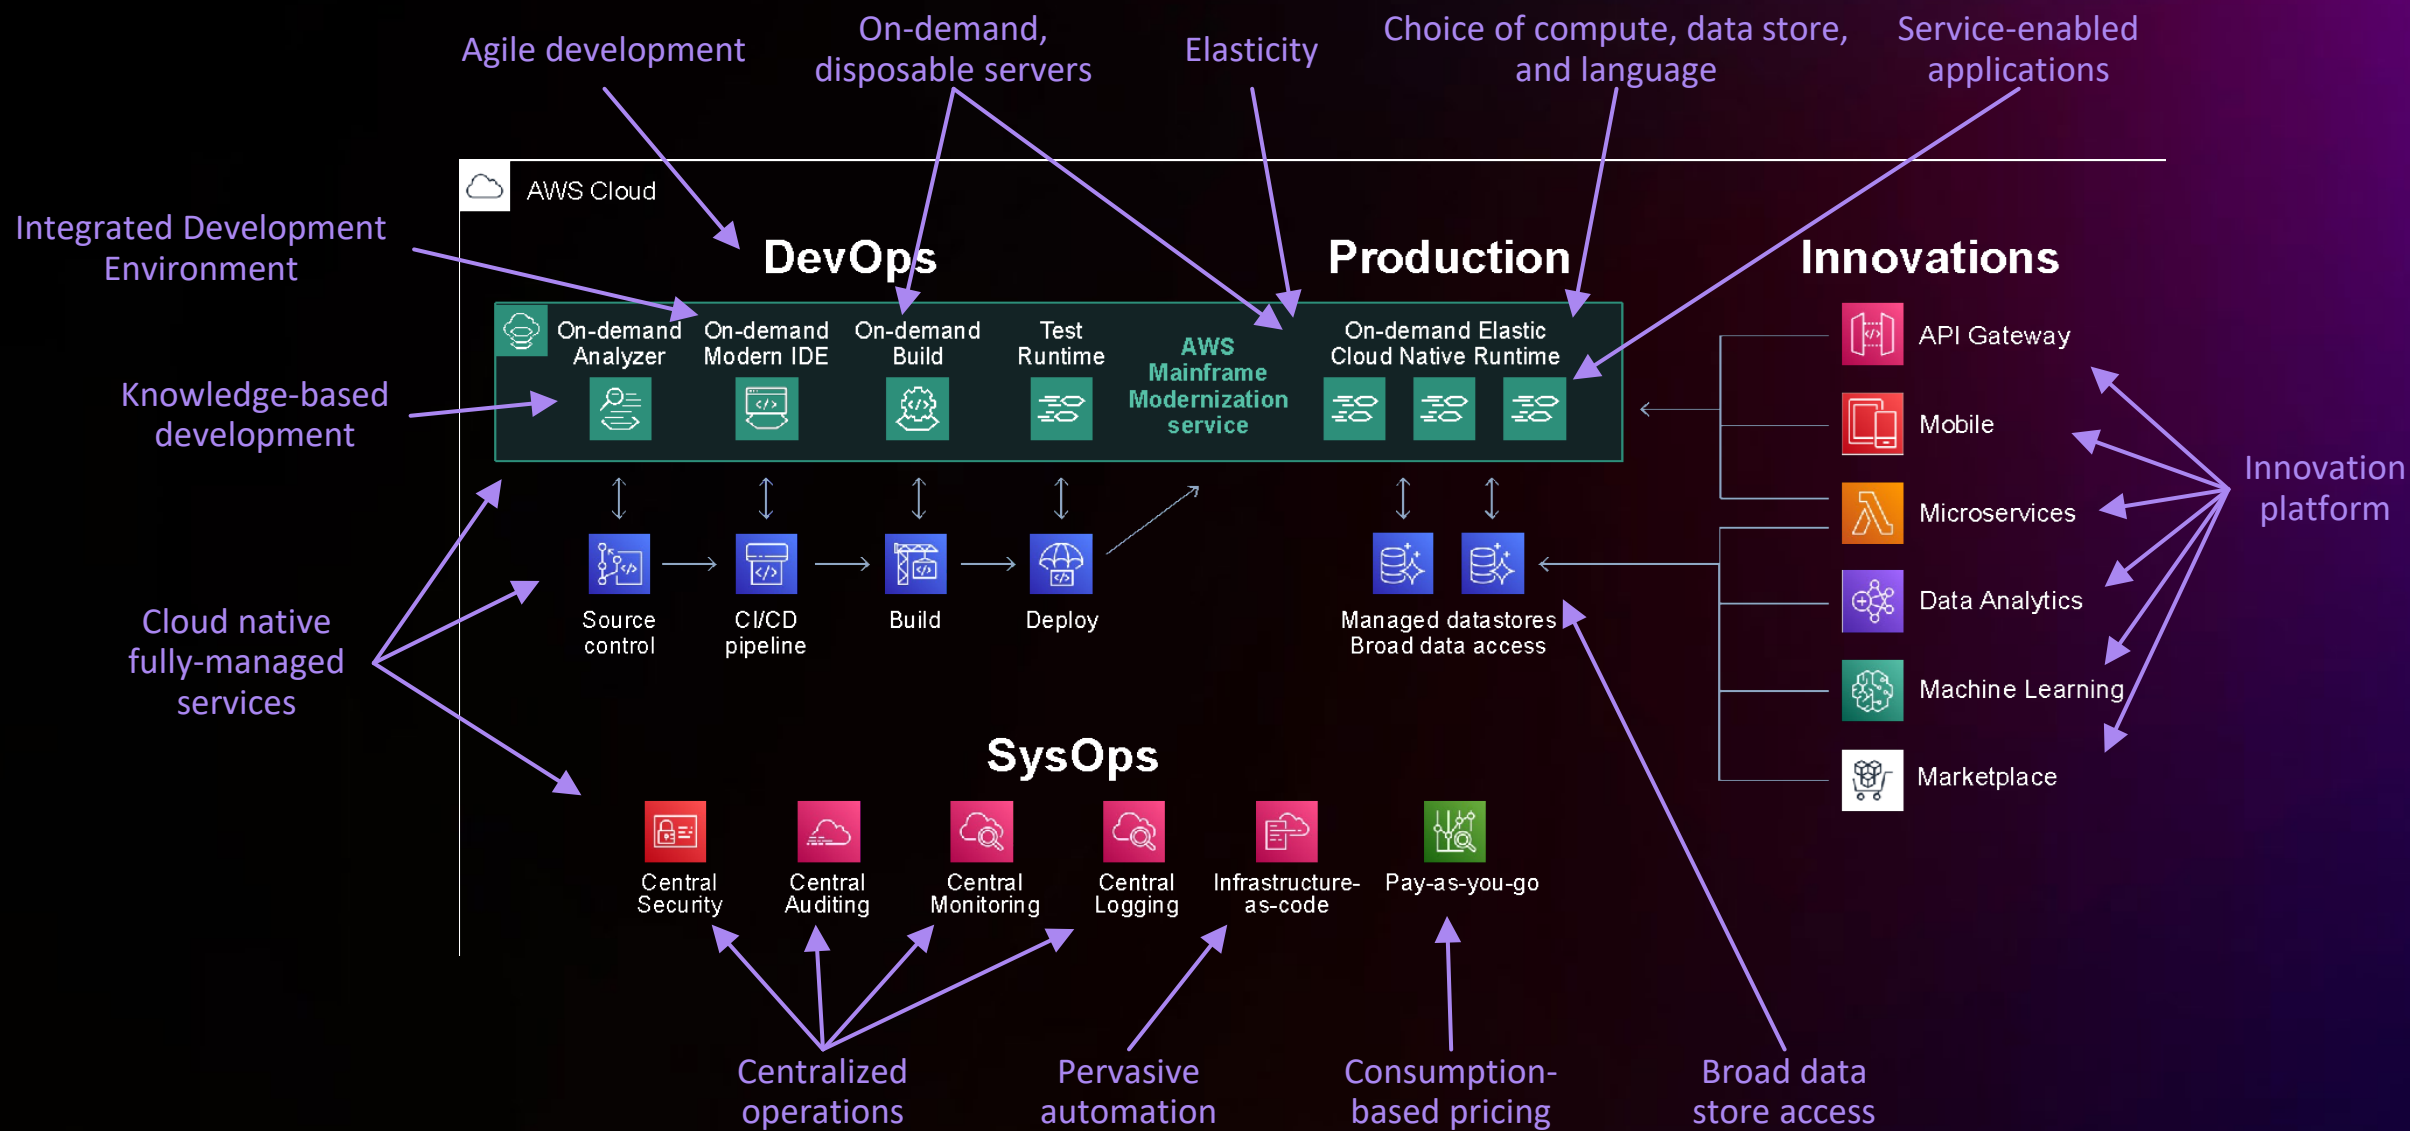 Agile development
On-demand,
disposable servers
Elasticity
Choice of compute, data store,
and language
Service-enabled
applications
AWS Cloud
Integrated Development
Environment
DevOps
Production
Innovations
On-demand
Analyzer
On-demand
Modern IDE
On-demand
Build
Test
Runtime
AWS
Mainframe
Modernization
service
On-demand Elastic
Cloud Native Runtime
API Gateway
Mobile
Microservices
Data Analytics
Machine Learning
Marketplace
Knowledge-based
development
Innovation
platform
Cloud native
fully-managed
services
Source
control
CI/CD
pipeline
Build
Deploy
Managed datastores
Broad data access
SysOps
Central
Security
Central
Auditing
Central
Monitoring
Central
Logging
Infrastructure-
as-code
Pay-as-you-go
Centralized
operations
Pervasive
automation
Consumption-
based pricing
Broad data
store access